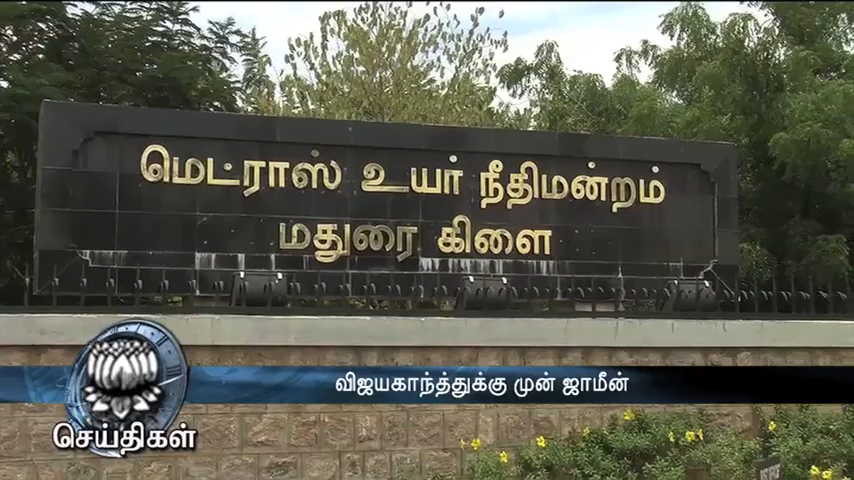 மெட்ராஸ் உயர் நீதிமன்றம்
மதுரை கிளை
விஜயகாந்த்துக்கு முன் ஜாமீன்
செய்திகள்